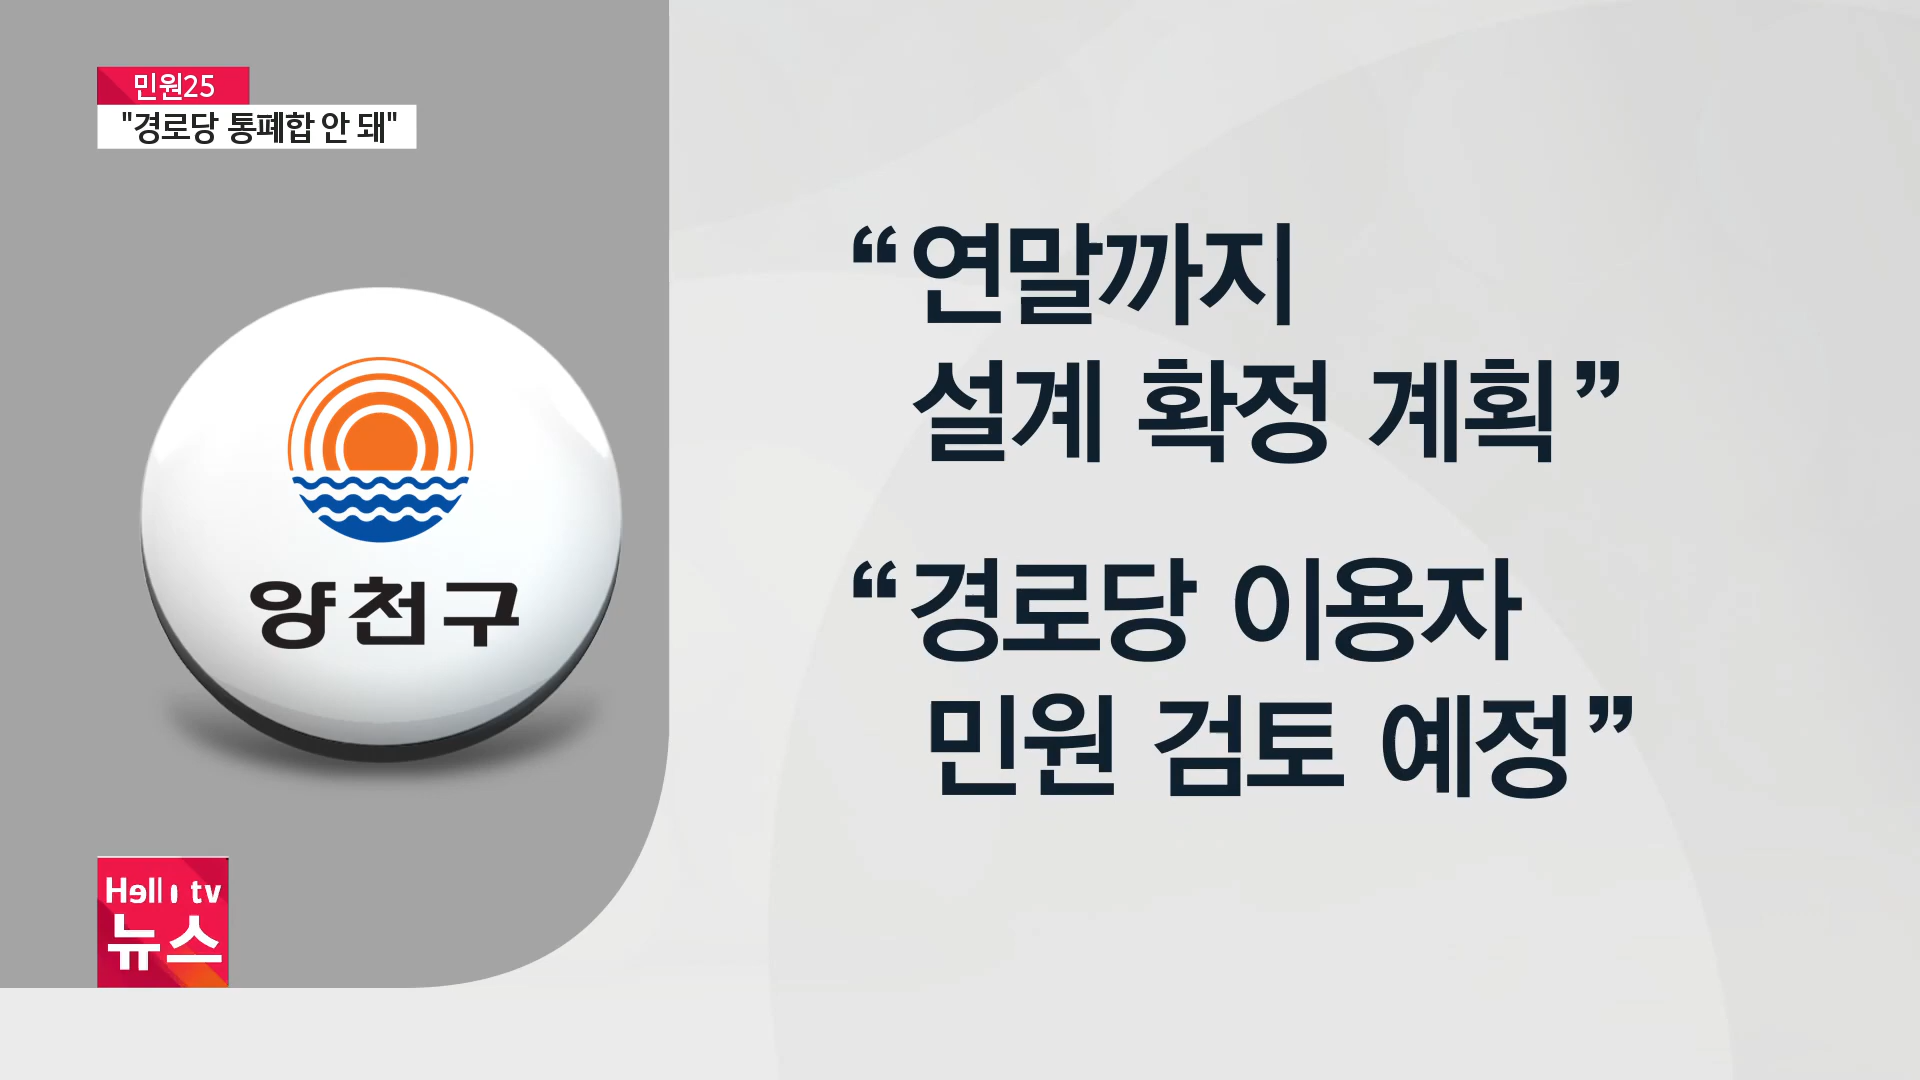 민원25
"경로당 통폐합 안 돼"
“연말까지
설계 확정 계획”
“경로당 이용자
민원 검토 예정”
양천구
Hello tv
뉴스